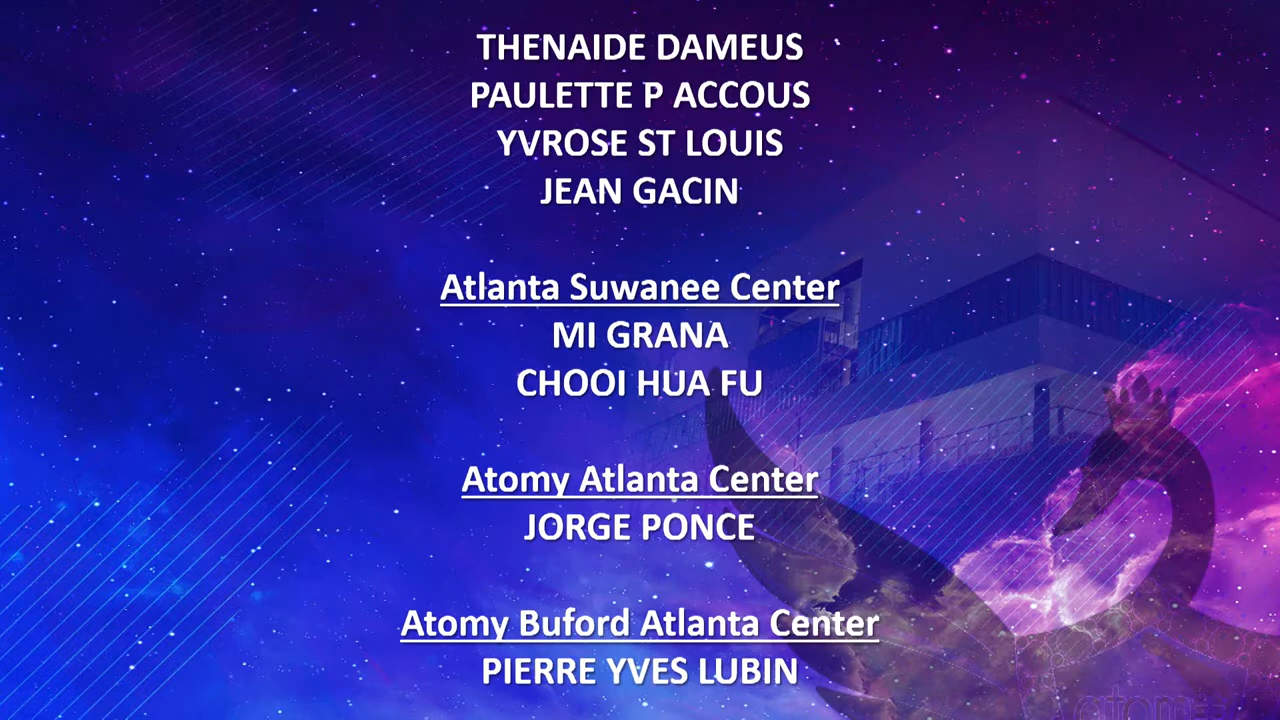 THENAIDE DAMEUS
PAULETTE P ACCOUS
YVROSE ST LOUIS
JEAN GACIN
Atlanta Suwanee Center
MI GRANA
CHOOI HUA FU
Atomy Atlanta Center
JORGE PONCE
Atomy Buford Atlanta Center
PIERRE YVES LUBIN